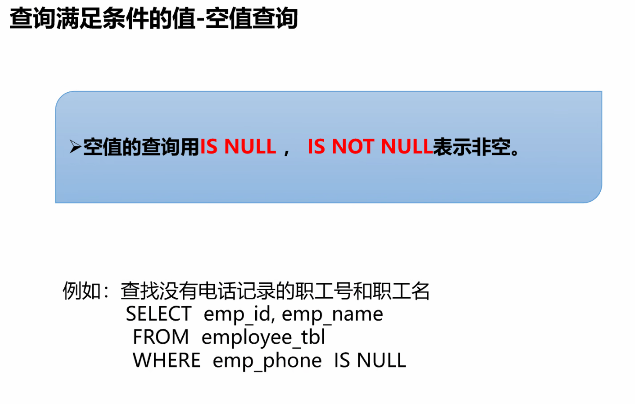 查询满足条件的值-空值查询
➢空值的查询用IS NULL ， IS NOT NULL表示非空。
例如：查找没有电话记录的职工号和职工名
SELECT emp_id, emp_name
FROM employee_tbl
WHERE emp_phone IS NULL